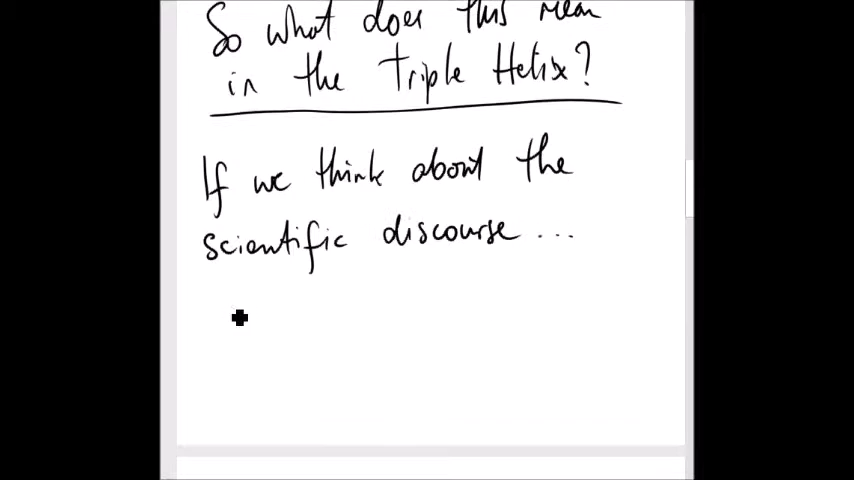 So what does this mean
in the Triple Helix?
If we think about the
scientific discourse ...